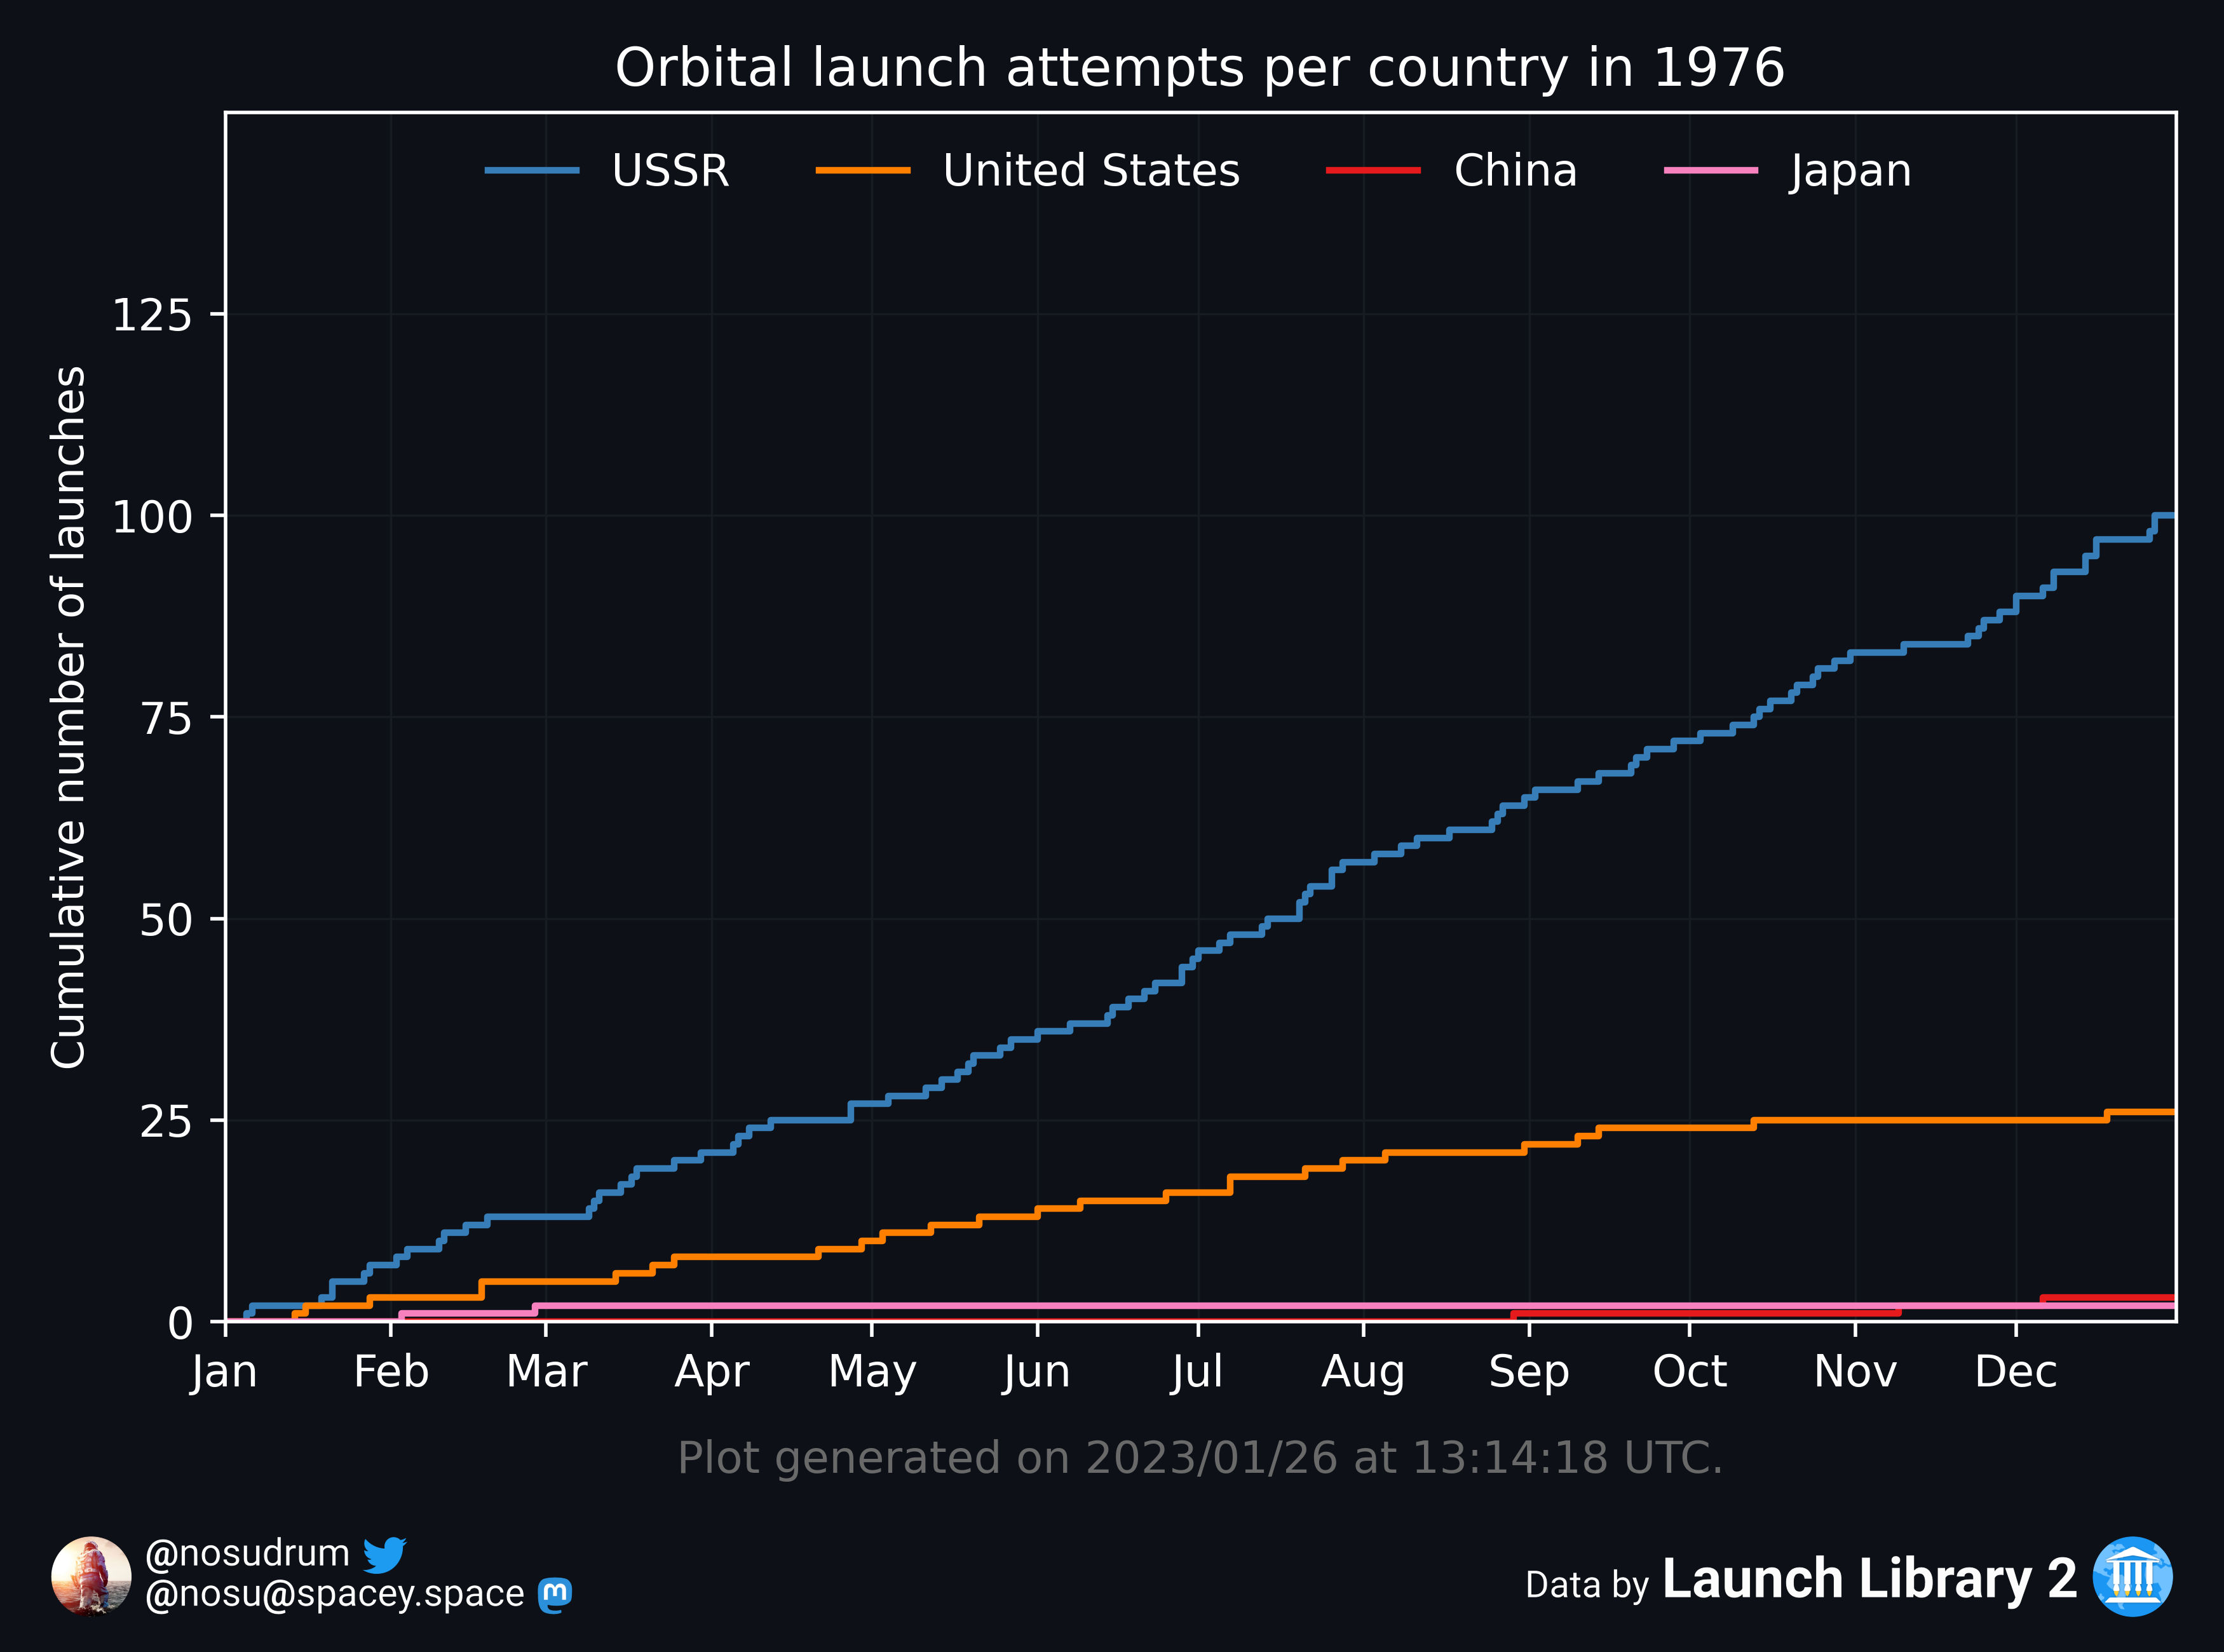 Orbital launch attempts per country in 1976
USSR United States China Japan
Cumulative number of launches
125
100
75
50
25
0
Jan Feb Mar Apr May Jun Jul Aug Sep Oct Nov Dec
Plot generated on 2023/01/26 at 13:14:18 UTC.
@nosudrum
@nosu@spacey.space
Data by Launch Library 2